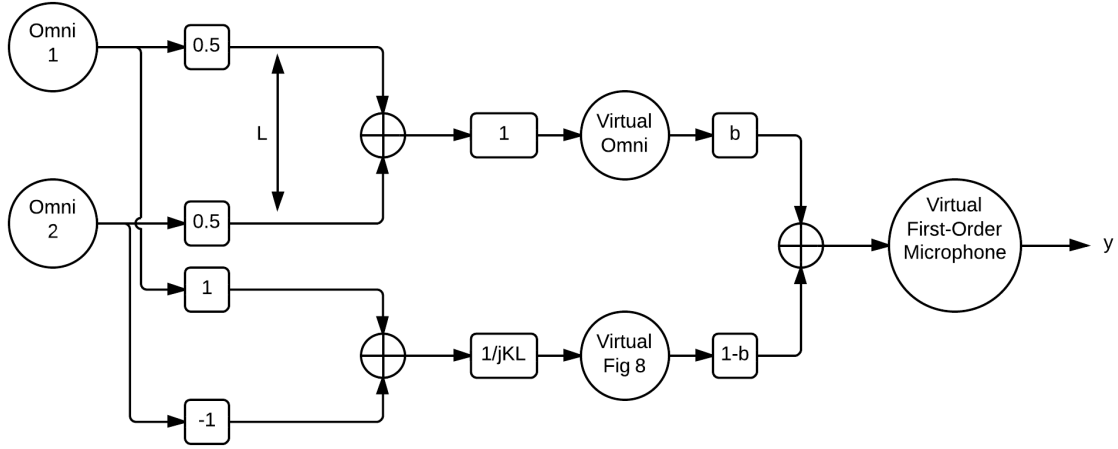 Omni
1
0.5
L
1
Virtual
Omni
b
Omni
2
0.5
Virtual
First-Order
Microphone
y
1
1/jKL
Virtual
Fig 8
1-b
-1